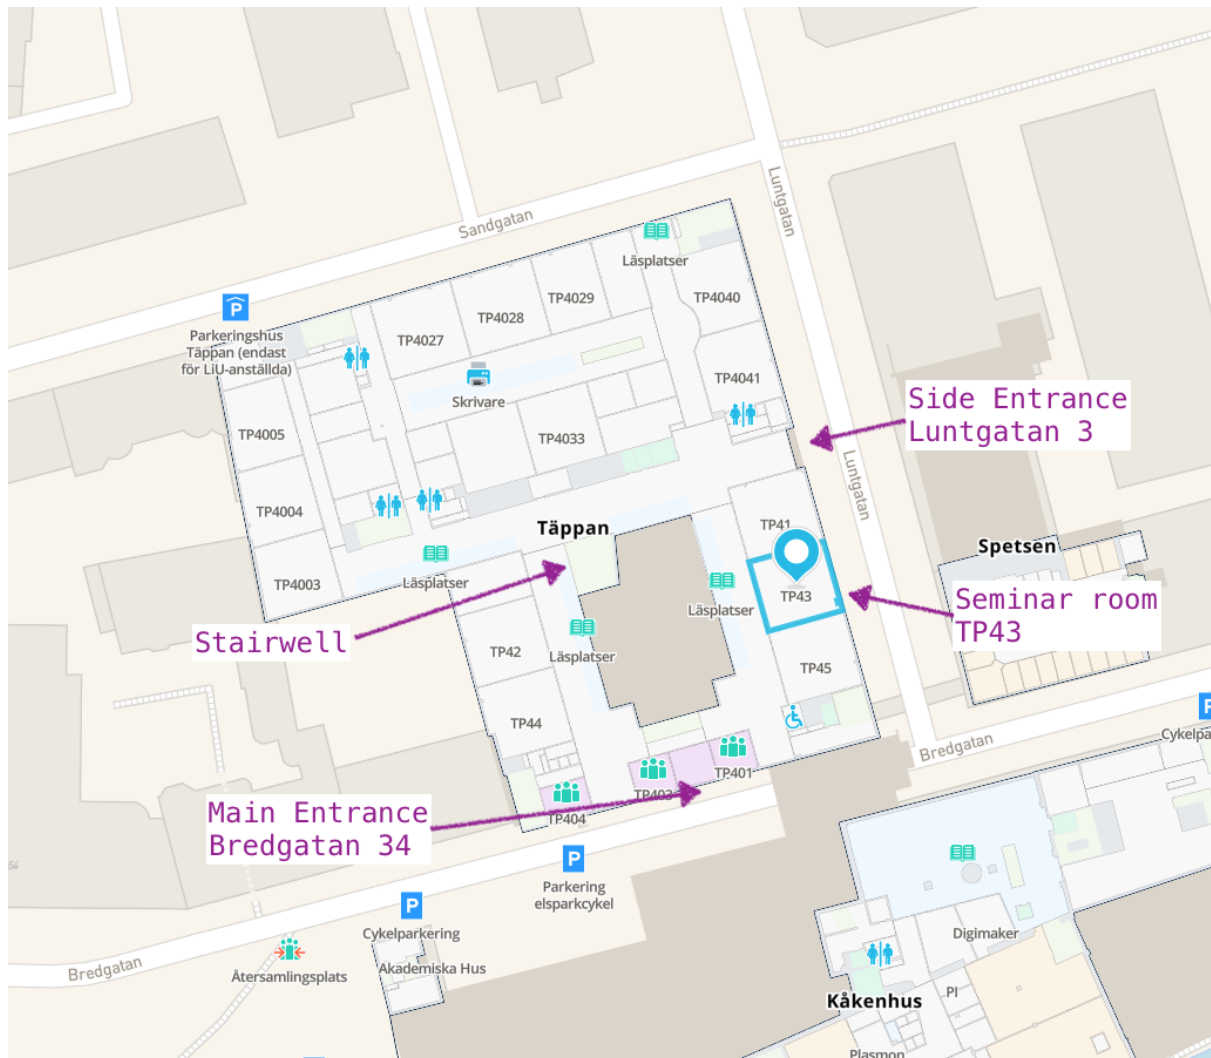 Luntgatan
Sandgatan
Läsplatser
TP4040
TP4029
TP4028
TP4027
Parkeringshus
Täppan (endast
för LiU-anställda)
TP4041
Skrivare
Side Entrance
Luntgatan 3
TP4005
TP4033
Luntgatan
TP4004
Täppan
TP41
Spetsen
Läsplatser
TP4003
TP43
Läsplatser
Seminar room
TP43
Stairwell
TP42
Läsplatser
TP45
TP44
Bredgatan
TP401
TP403
TP404
Main Entrance
Bredgatan 34
Parkering
elsparkcykel
Cykelparkering
Digimaker
Bredgatan
Återsamlingsplats
Akademiska Hus
PI
Kåkenhus
Plasmon